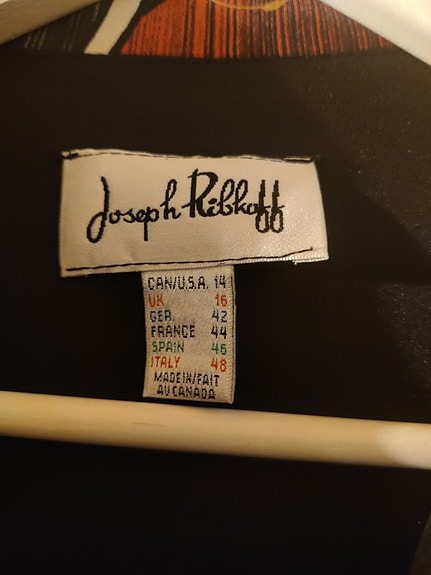 Joseph Ribkoff
CAN/U.S.A. 14
UK 16
GER. 42
FRANCE 44
SPAIN 46
ITALY 48
MADE IN/FAIT
AU CANADA